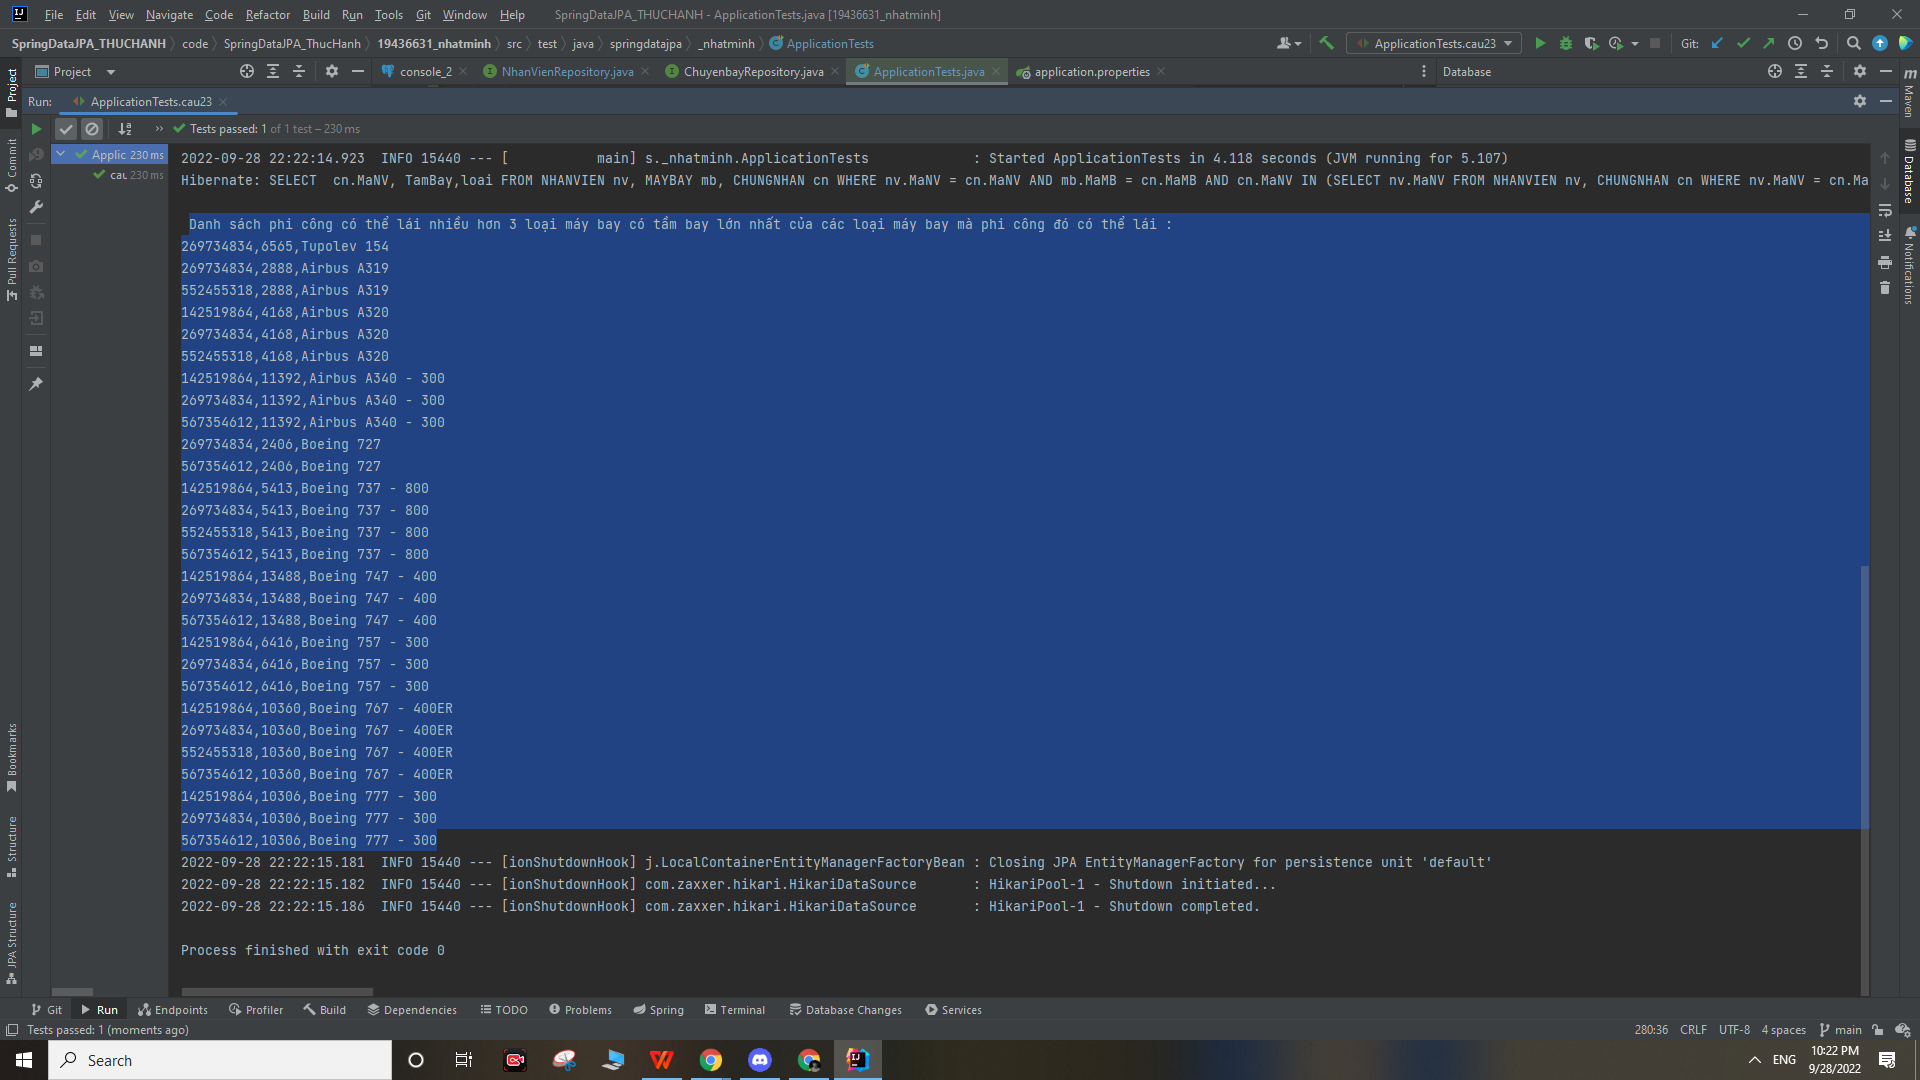 File Edit View Navigate Code Refactor Build Run Tools Git Window Help SpringDataJPA_THUCHANH - ApplicationTests.java [19436631_nhatminh]
SpringDataJPA_THUCHANH code SpringDataJPA_ThucHanh 19436631_nhatminh src test java springdatajpa _nhatminh ApplicationTests ApplicationTests.cau23 Git:
Project console_2 NhanVienRepository.java ChuyenbayRepository.java ApplicationTests.java application.properties Database
Run: ApplicationTests.cau23
Tests passed: 1 of 1 test – 230 ms
Applic 230 ms
cau 230 ms
2022-09-28 22:22:14.923 INFO 15440 --- [ main] s._nhatminh.ApplicationTests : Started ApplicationTests in 4.118 seconds (JVM running for 5.107)
Hibernate: SELECT cn.MaNV, TamBay,loai FROM NHANVIEN nv, MAYBAY mb, CHUNGNHAN cn WHERE nv.MaNV = cn.MaNV AND mb.MaMB = cn.MaMB AND cn.MaNV IN (SELECT nv.MaNV FROM NHANVIEN nv, CHUNGNHAN cn WHERE nv.MaNV = cn.Ma
Danh sách phi công có thể lái nhiều hơn 3 loại máy bay có tầm bay lớn nhất của các loại máy bay mà phi công đó có thể lái :
269734834,6565,Tupolev 154
269734834,2888,Airbus A319
552455318,2888,Airbus A319
142519864,4168,Airbus A320
269734834,4168,Airbus A320
552455318,4168,Airbus A320
142519864,11392,Airbus A340 - 300
269734834,11392,Airbus A340 - 300
567354612,11392,Airbus A340 - 300
269734834,2406,Boeing 727
567354612,2406,Boeing 727
142519864,5413,Boeing 737 - 800
269734834,5413,Boeing 737 - 800
552455318,5413,Boeing 737 - 800
567354612,5413,Boeing 737 - 800
142519864,13488,Boeing 747 - 400
269734834,13488,Boeing 747 - 400
567354612,13488,Boeing 747 - 400
142519864,6416,Boeing 757 - 300
269734834,6416,Boeing 757 - 300
567354612,6416,Boeing 757 - 300
142519864,10360,Boeing 767 - 400ER
269734834,10360,Boeing 767 - 400ER
552455318,10360,Boeing 767 - 400ER
567354612,10360,Boeing 767 - 400ER
142519864,10306,Boeing 777 - 300
269734834,10306,Boeing 777 - 300
567354612,10306,Boeing 777 - 300
2022-09-28 22:22:15.181 INFO 15440 --- [ionShutdownHook] j.LocalContainerEntityManagerFactoryBean : Closing JPA EntityManagerFactory for persistence unit 'default'
2022-09-28 22:22:15.182 INFO 15440 --- [ionShutdownHook] com.zaxxer.hikari.HikariDataSource : HikariPool-1 - Shutdown initiated...
2022-09-28 22:22:15.186 INFO 15440 --- [ionShutdownHook] com.zaxxer.hikari.HikariDataSource : HikariPool-1 - Shutdown completed.
Process finished with exit code 0
Project
Commit
Pull Requests
Bookmarks
Structure
JPA Structure
Maven
Database
Notifications
Git Run Endpoints Profiler Build Dependencies TODO Problems Spring Terminal Database Changes Services
Tests passed: 1 (moments ago) 280:36 CRLF UTF-8 4 spaces main
Search ENG 10:22 PM
9/28/2022